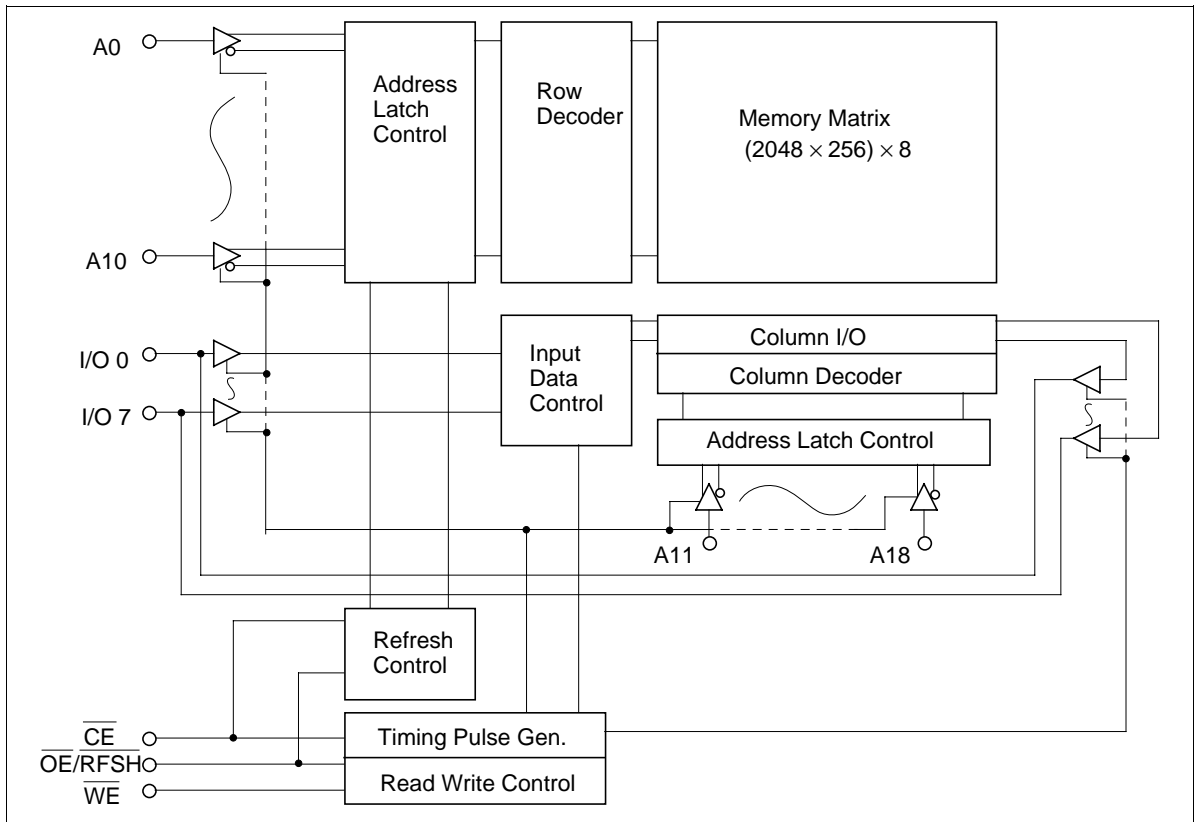 A0
Address
Latch
Control
Row
Decoder
Memory Matrix
(2048 × 256) × 8
A10
I/O 0
I/O 7
Input
Data
Control
Column I/O
Column Decoder
Address Latch Control
A11
A18
Refresh
Control
CE
OE/RFSH
WE
Timing Pulse Gen.
Read Write Control